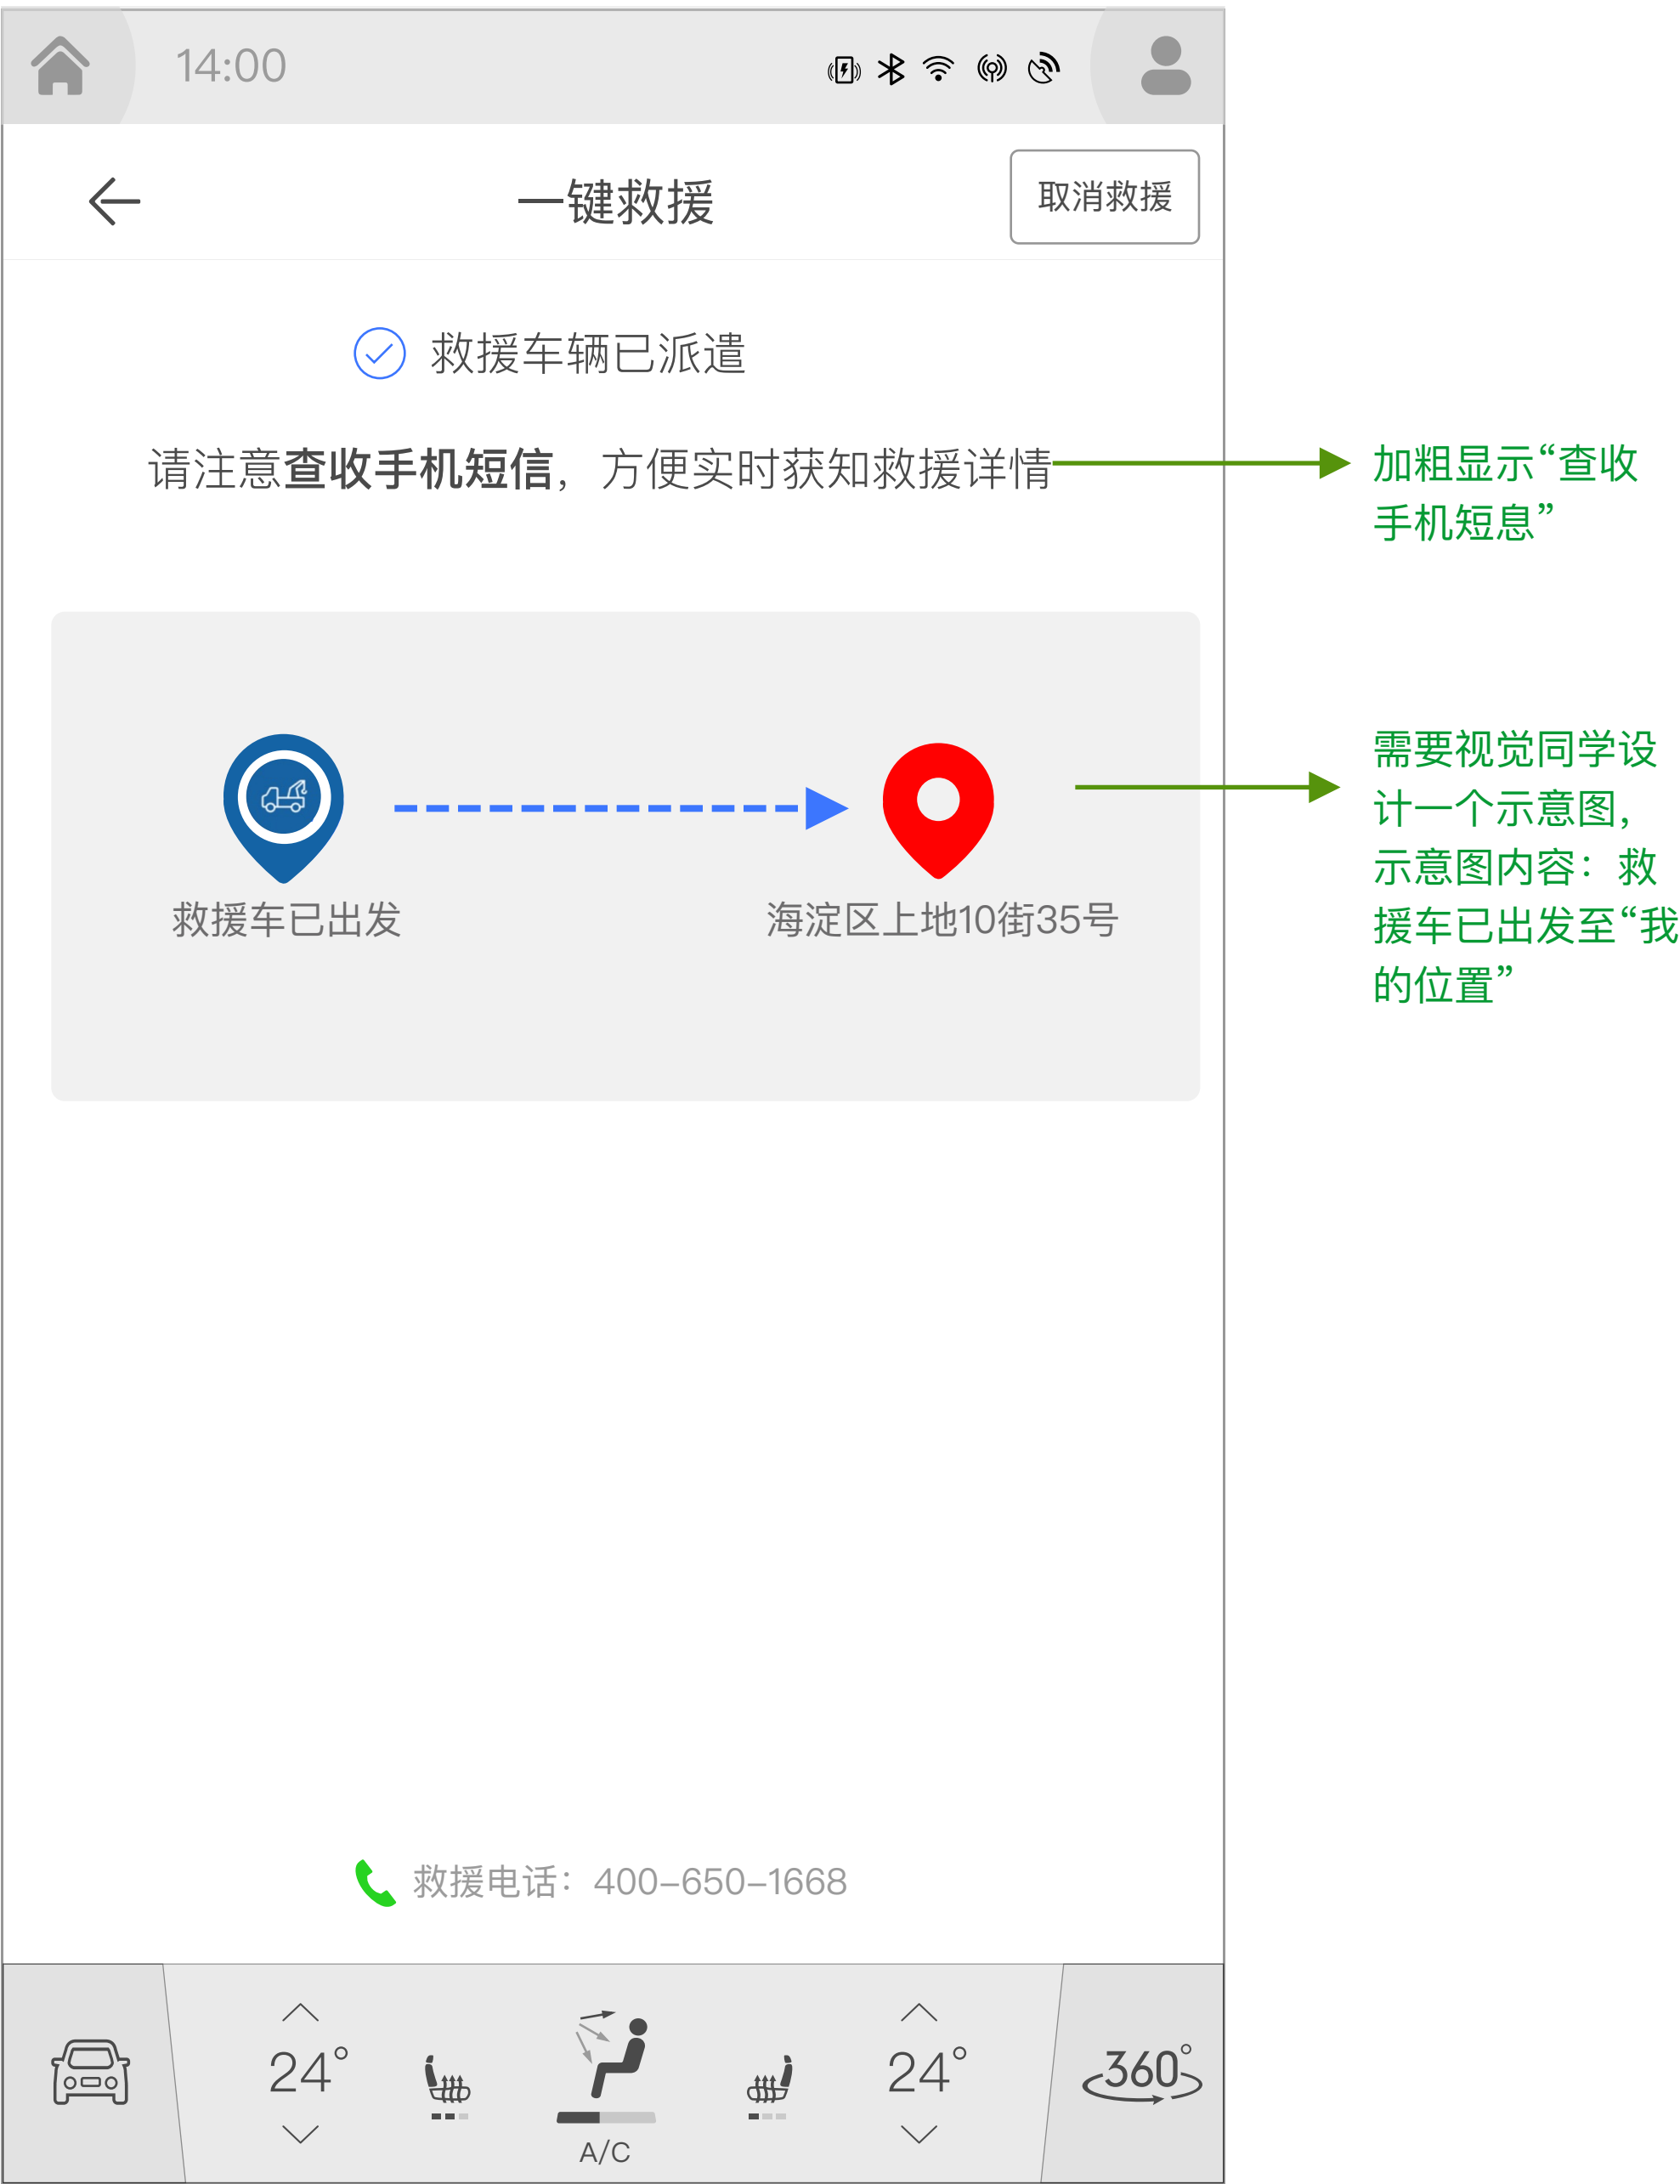 14:00
一键救援
取消救援
救援车辆已派遣
请注意查收手机短信，方便实时获知救援详情
加粗显示“查收
手机短息”
救援车已出发
海淀区上地10街35号
需要视觉同学设
计一个示意图，
示意图内容：救
援车已出发至“我
的位置”
救援电话：400-650-1668
24°
24°
360°
A/C